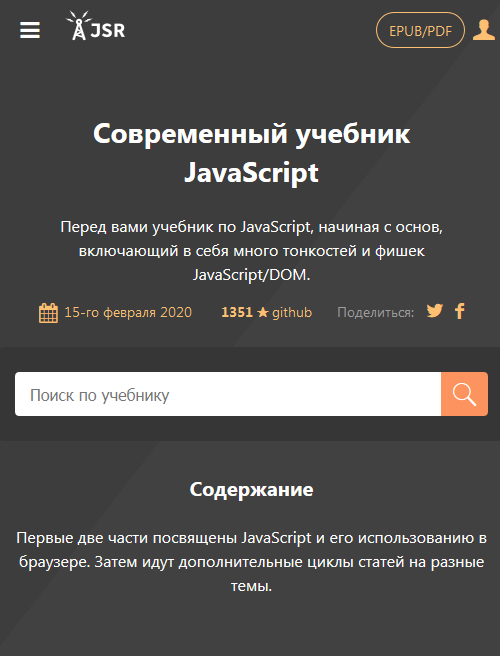 JSR
EPUB/PDF
Современный учебник
JavaScript
Перед вами учебник по JavaScript, начиная с основ,
включающий в себя много тонкостей и фишек
JavaScript/DOM.
15-го февраля 2020 1351 ★ github Поделиться:
Поиск по учебнику
Содержание
Первые две части посвящены JavaScript и его использованию в
браузере. Затем идут дополнительные циклы статей на разные
темы.